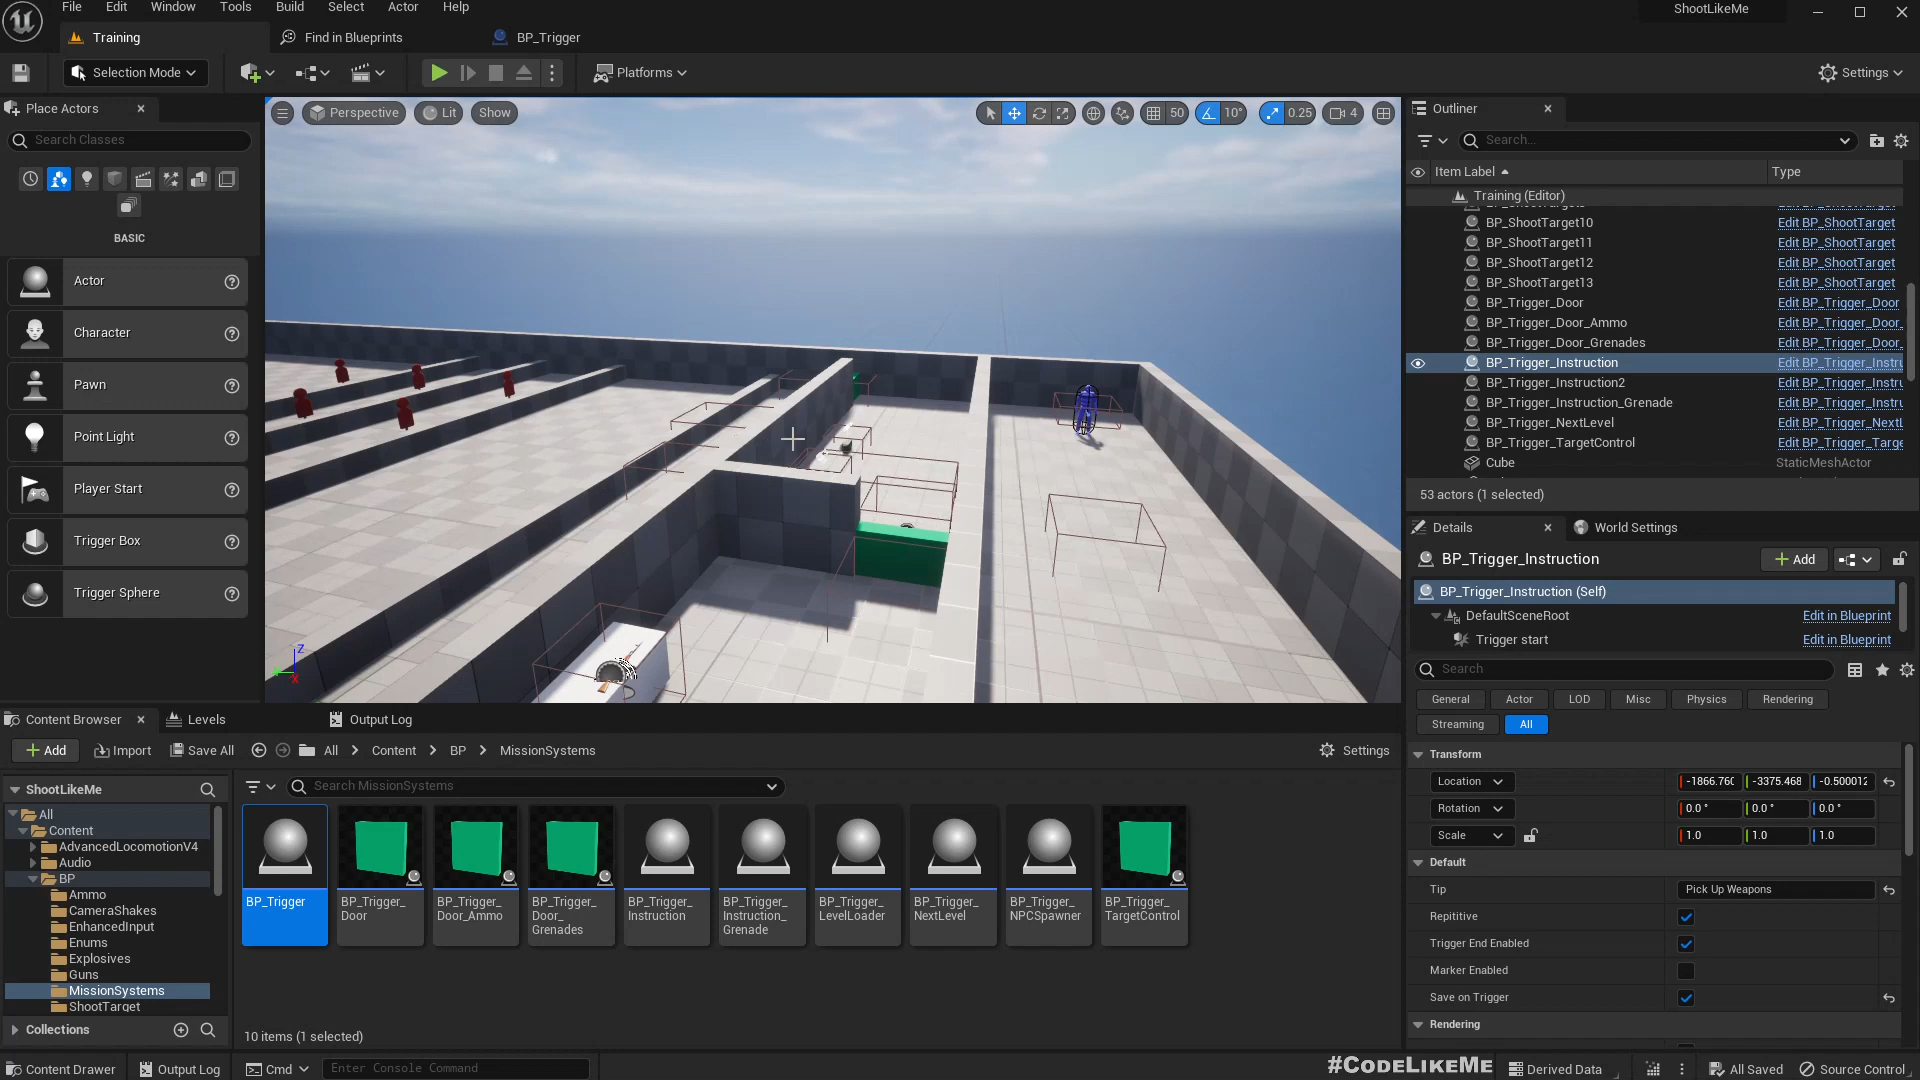 File Edit Window Tools Build Select Actor Help ShootLikeMe
Training Find in Blueprints BP_Trigger
Selection Mode Platforms Settings
Place Actors
Search Classes
BASIC
Actor
Character
Pawn
Point Light
Player Start
Trigger Box
Trigger Sphere
Perspective Lit Show 50 10° 0.25 4
Z
X
Outliner
Search...
Item Label Type
Training (Editor)
BP_ShootTarget10 Edit BP_ShootTarget
BP_ShootTarget11 Edit BP_ShootTarget
BP_ShootTarget12 Edit BP_ShootTarget
BP_ShootTarget13 Edit BP_ShootTarget
BP_Trigger_Door Edit BP_Trigger_Door
BP_Trigger_Door_Ammo Edit BP_Trigger_Door_
BP_Trigger_Door_Grenades Edit BP_Trigger_Door_
BP_Trigger_Instruction Edit BP_Trigger_Instru
BP_Trigger_Instruction2 Edit BP_Trigger_Instru
BP_Trigger_Instruction_Grenade Edit BP_Trigger_Instru
BP_Trigger_NextLevel Edit BP_Trigger_NextL
BP_Trigger_TargetControl Edit BP_Trigger_Targe
Cube StaticMeshActor
53 actors (1 selected)
Details World Settings
BP_Trigger_Instruction Add
BP_Trigger_Instruction (Self)
DefaultSceneRoot Edit in Blueprint
Trigger start Edit in Blueprint
Search
General Actor LOD Misc Physics Rendering
Streaming All
Transform
Location -1866.760 -3375.468 -0.500012
Rotation 0.0 ° 0.0 ° 0.0 °
Scale 1.0 1.0 1.0
Default
Tip Pick Up Weapons
Repititive
Trigger End Enabled
Marker Enabled
Save on Trigger
Rendering
Content Browser Levels Output Log
Add Import Save All All Content BP MissionSystems Settings
ShootLikeMe
All
Content
AdvancedLocomotionV4
Audio
BP
Ammo
CameraShakes
EnhancedInput
Enums
Explosives
Guns
MissionSystems
ShootTarget
Collections
Search MissionSystems
BP_Trigger
BP_Trigger_
Door
BP_Trigger_
Door_Ammo
BP_Trigger_
Door_
Grenades
BP_Trigger_
Instruction
BP_Trigger_
Instruction_
Grenade
BP_Trigger_
LevelLoader
BP_Trigger_
NextLevel
BP_Trigger_
NPCSpawner
BP_Trigger_
TargetControl
10 items (1 selected)
Content Drawer Output Log Cmd Enter Console Command #CODELIKEME Derived Data All Saved Source Control